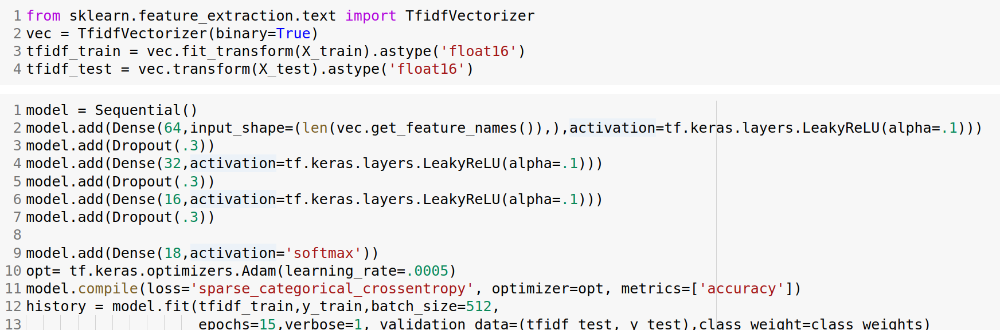 1 from sklearn.feature_extraction.text import TfidfVectorizer
2 vec = TfidfVectorizer(binary=True)
3 tfidf_train = vec.fit_transform(X_train).astype('float16')
4 tfidf_test = vec.transform(X_test).astype('float16')
1 model = Sequential()
2 model.add(Dense(64,input_shape=(len(vec.get_feature_names()),),activation=tf.keras.layers.LeakyReLU(alpha=.1)))
3 model.add(Dropout(.3))
4 model.add(Dense(32,activation=tf.keras.layers.LeakyReLU(alpha=.1)))
5 model.add(Dropout(.3))
6 model.add(Dense(16,activation=tf.keras.layers.LeakyReLU(alpha=.1)))
7 model.add(Dropout(.3))
8
9 model.add(Dense(18,activation='softmax'))
10 opt= tf.keras.optimizers.Adam(learning_rate=.0005)
11 model.compile(loss='sparse_categorical_crossentropy', optimizer=opt, metrics=['accuracy'])
12 history = model.fit(tfidf_train,y_train,batch_size=512,
13                     epochs=15,verbose=1, validation_data=(tfidf_test, y_test),class_weight=class_weights)